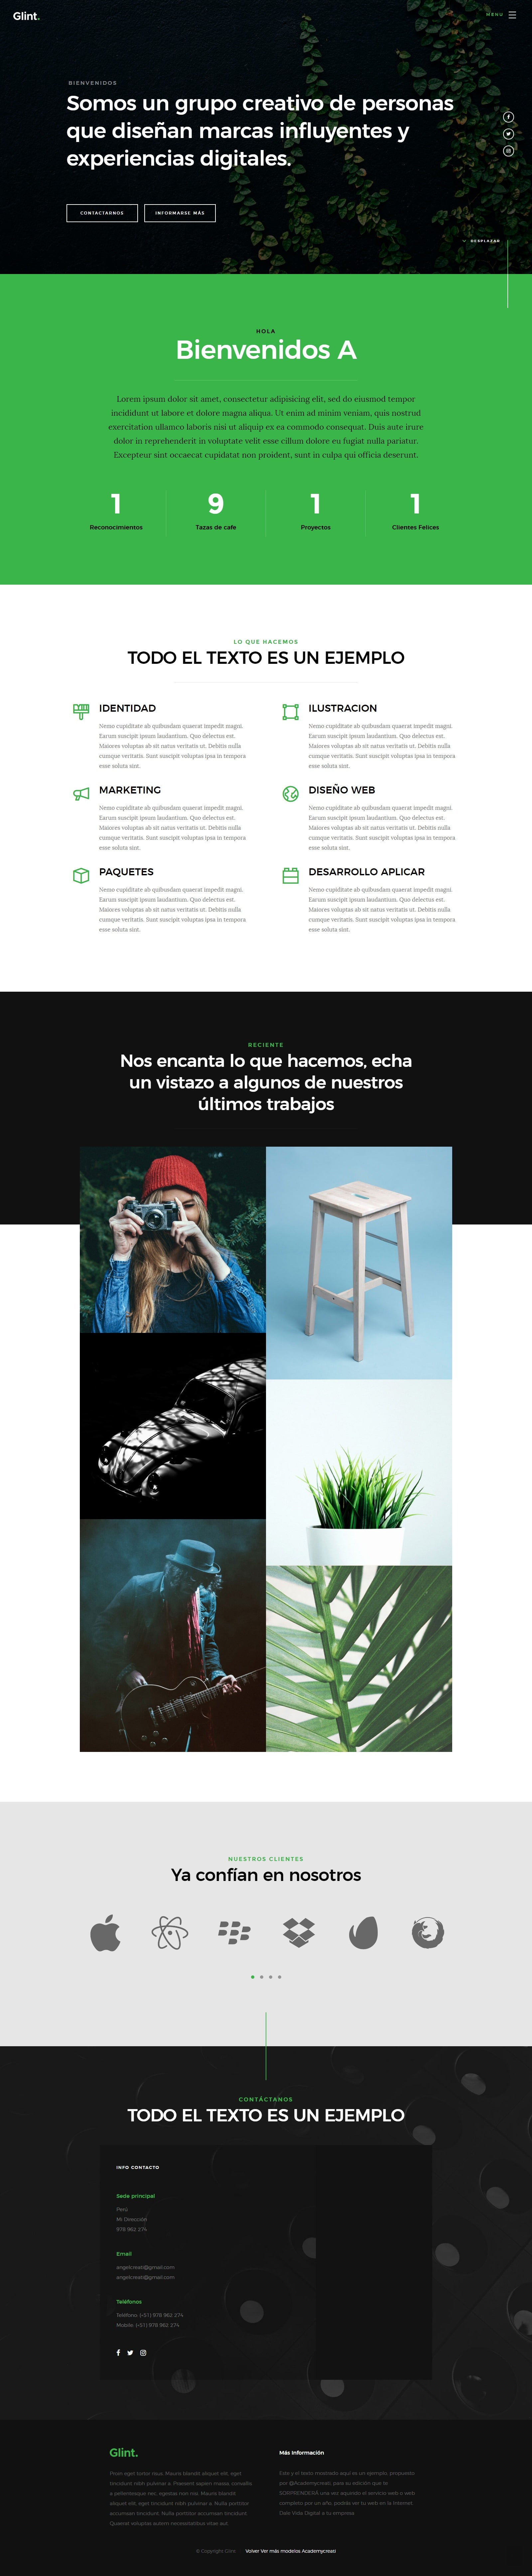 Glint.
MENU
BIENVENIDOS
Somos un grupo creativo de personas
que diseñan marcas influyentes y
experiencias digitales.
CONTACTARNOS
INFORMARSE MÁS
DESPLAZAR
HOLA
Bienvenidos A
Lorem ipsum dolor sit amet, consectetur adipisicing elit, sed do eiusmod tempor
incididunt ut labore et dolore magna aliqua. Ut enim ad minim veniam, quis nostrud
exercitation ullamco laboris nisi ut aliquip ex ea commodo consequat. Duis aute irure
dolor in reprehenderit in voluptate velit esse cillum dolore eu fugiat nulla pariatur.
Excepteur sint occaecat cupidatat non proident, sunt in culpa qui officia deserunt.
1
Reconocimientos
9
Tazas de cafe
1
Proyectos
1
Clientes Felices
LO QUE HACEMOS
TODO EL TEXTO ES UN EJEMPLO
IDENTIDAD
Nemo cupiditate ab quibusdam quaerat impedit magni.
Earum suscipit ipsum laudantium. Quo delectus est.
Maiores voluptas ab sit natus veritatis ut. Debitis nulla
cumque veritatis. Sunt suscipit voluptas ipsa in tempora
esse soluta sint.
ILUSTRACION
Nemo cupiditate ab quibusdam quaerat impedit magni.
Earum suscipit ipsum laudantium. Quo delectus est.
Maiores voluptas ab sit natus veritatis ut. Debitis nulla
cumque veritatis. Sunt suscipit voluptas ipsa in tempora
esse soluta sint.
MARKETING
Nemo cupiditate ab quibusdam quaerat impedit magni.
Earum suscipit ipsum laudantium. Quo delectus est.
Maiores voluptas ab sit natus veritatis ut. Debitis nulla
cumque veritatis. Sunt suscipit voluptas ipsa in tempora
esse soluta sint.
DISEÑO WEB
Nemo cupiditate ab quibusdam quaerat impedit magni.
Earum suscipit ipsum laudantium. Quo delectus est.
Maiores voluptas ab sit natus veritatis ut. Debitis nulla
cumque veritatis. Sunt suscipit voluptas ipsa in tempora
esse soluta sint.
PAQUETES
Nemo cupiditate ab quibusdam quaerat impedit magni.
Earum suscipit ipsum laudantium. Quo delectus est.
Maiores voluptas ab sit natus veritatis ut. Debitis nulla
cumque veritatis. Sunt suscipit voluptas ipsa in tempora
esse soluta sint.
DESARROLLO APLICAR
Nemo cupiditate ab quibusdam quaerat impedit magni.
Earum suscipit ipsum laudantium. Quo delectus est.
Maiores voluptas ab sit natus veritatis ut. Debitis nulla
cumque veritatis. Sunt suscipit voluptas ipsa in tempora
esse soluta sint.
RECIENTE
Nos encanta lo que hacemos, echa
un vistazo a algunos de nuestros
últimos trabajos
NUESTROS CLIENTES
Ya confían en nosotros
CONTÁCTANOS
TODO EL TEXTO ES UN EJEMPLO
INFO CONTACTO
Sede principal
Perú
Mi Dirección
978 962 274
Email
angelcreati@gmail.com
angelcreati@gmail.com
Teléfonos
Teléfono: (+51) 978 962 274
Mobile: (+51) 978 962 274
Glint.
Proin eget tortor risus. Mauris blandit aliquet elit, eget
tincidunt nibh pulvinar a. Praesent sapien massa, convallis
a pellentesque nec, egestas non nisi. Mauris blandit
aliquet elit, eget tincidunt nibh pulvinar a. Nulla porttitor
accumsan tincidunt. Nulla porttitor accumsan tincidunt.
Quaerat voluptas autem necessitatibus vitae aut.
Más Información
Este y el texto mostrado aquí es un ejemplo, propuesto
por @Academycreati, para su edición que te
SORPRENDERÁ una vez aquirido el servicio web o web
completa por un año, podrás ver tu web en la Internet.
Dale Vida Digital a tu empresa.
© Copyright Glint.
Volver Ver más modelos Academycreati